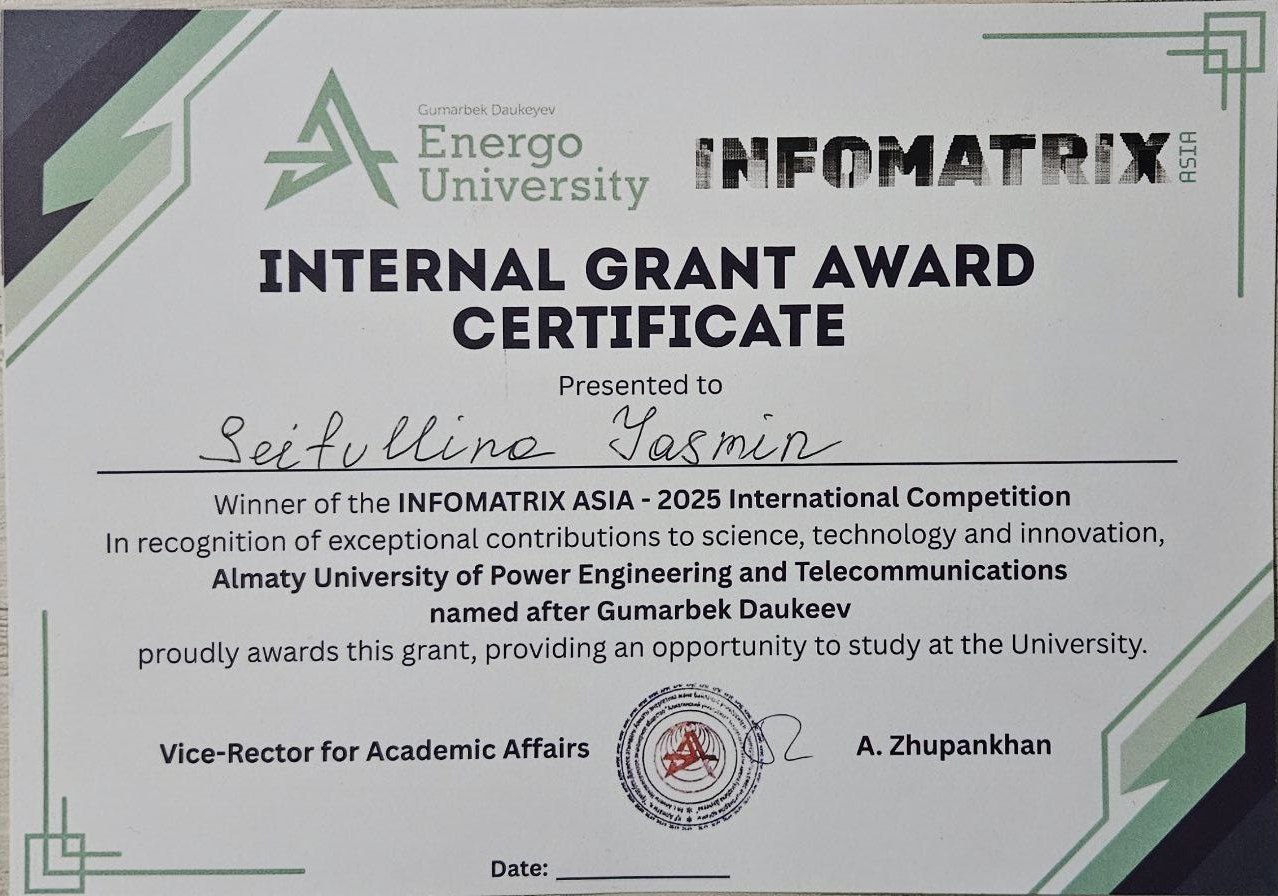 Gumarbek Daukeyev
Energo
University
INFOMATRIX
ASIA
INTERNAL GRANT AWARD
CERTIFICATE
Presented to
Seifullina Yasmin
Winner of the INFOMATRIX ASIA - 2025 International Competition
In recognition of exceptional contributions to science, technology and innovation,
Almaty University of Power Engineering and Telecommunications
named after Gumarbek Daukeev
proudly awards this grant, providing an opportunity to study at the University.
Vice-Rector for Academic Affairs
A. Zhupankhan
Date: